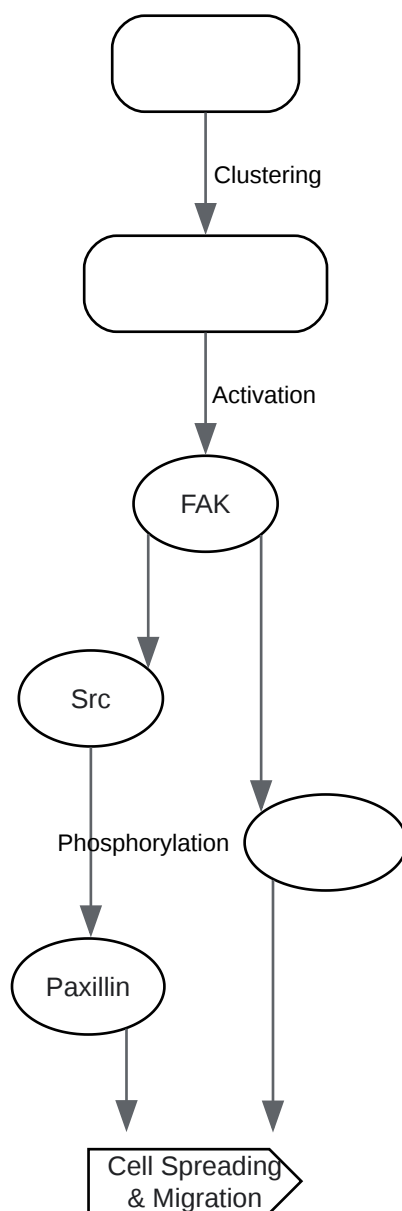 Clustering
Activation
FAK
Src
Phosphorylation
Paxillin
Cell Spreading
& Migration